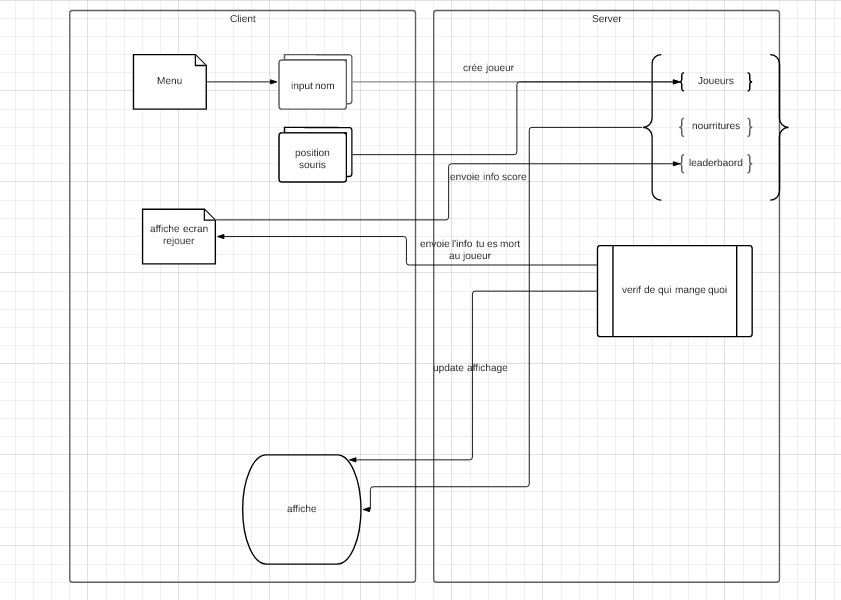 Client
Server
Menu
input nom
crée joueur
Joueurs
position
souris
nourritures
leaderbaord
envoie info score
affiche ecran
rejouer
envoie l'info tu es mort
au joueur
verif de qui mange quoi
update affichage
affiche